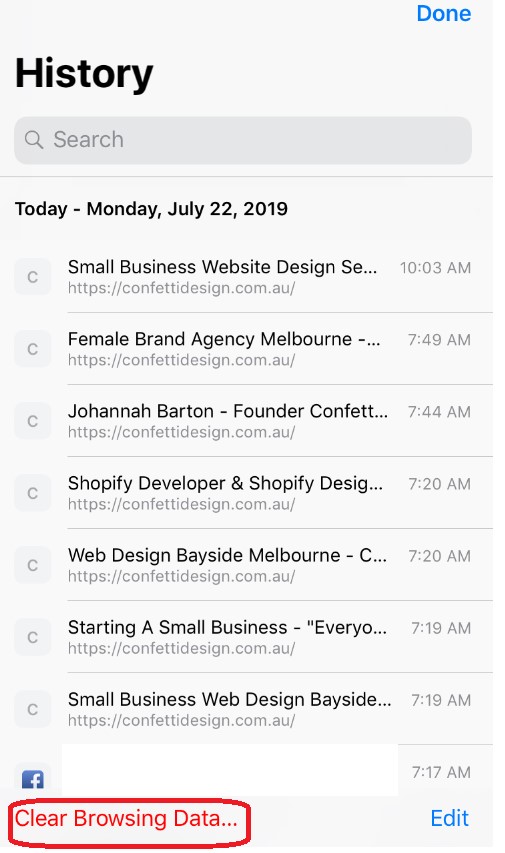 Done
History
Search
Today - Monday, July 22, 2019
Small Business Website Design Se... 10:03 AM
https://confettidesign.com.au/
Female Brand Agency Melbourne -... 7:49 AM
https://confettidesign.com.au/
Johannah Barton - Founder Confett... 7:44 AM
https://confettidesign.com.au/
Shopify Developer & Shopify Desig... 7:20 AM
https://confettidesign.com.au/
Web Design Bayside Melbourne - C... 7:20 AM
https://confettidesign.com.au/
Starting A Small Business - "Everyo... 7:19 AM
https://confettidesign.com.au/
Small Business Web Design Bayside... 7:19 AM
https://confettidesign.com.au/
7:17 AM
Clear Browsing Data... Edit